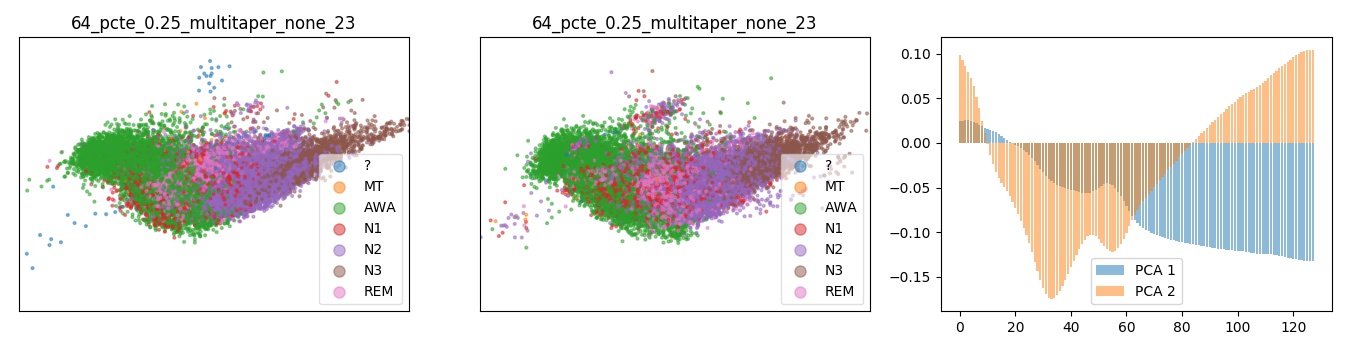 64_pcte_0.25_multitaper_none_23
?
MT
AWA
N1
N2
N3
REM
64_pcte_0.25_multitaper_none_23
?
MT
AWA
N1
N2
N3
REM
0.10
0.05
0.00
−0.05
−0.10
−0.15
PCA 1
PCA 2
0 20 40 60 80 100 120